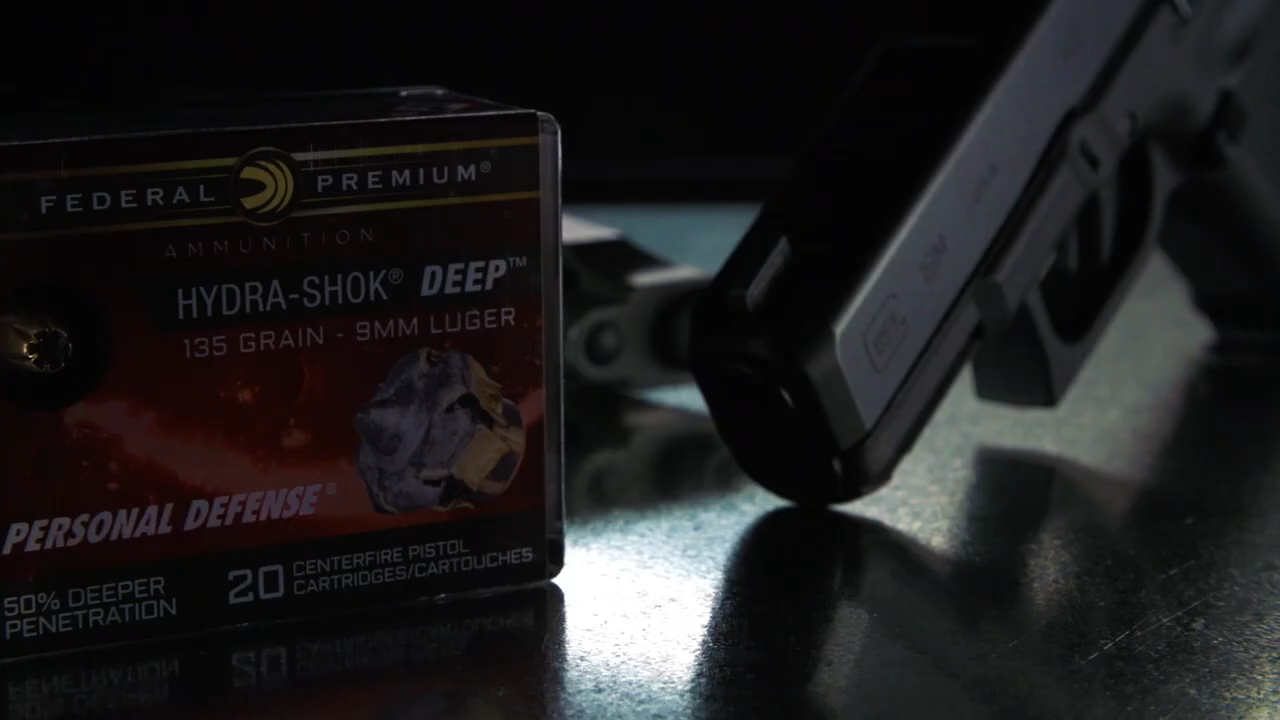 FEDERAL PREMIUM®
AMMUNITION
HYDRA-SHOK® DEEP™
135 GRAIN - 9MM LUGER
PERSONAL DEFENSE®
50% DEEPER
PENETRATION
20 CENTERFIRE PISTOL
CARTRIDGES/CARTOUCHES